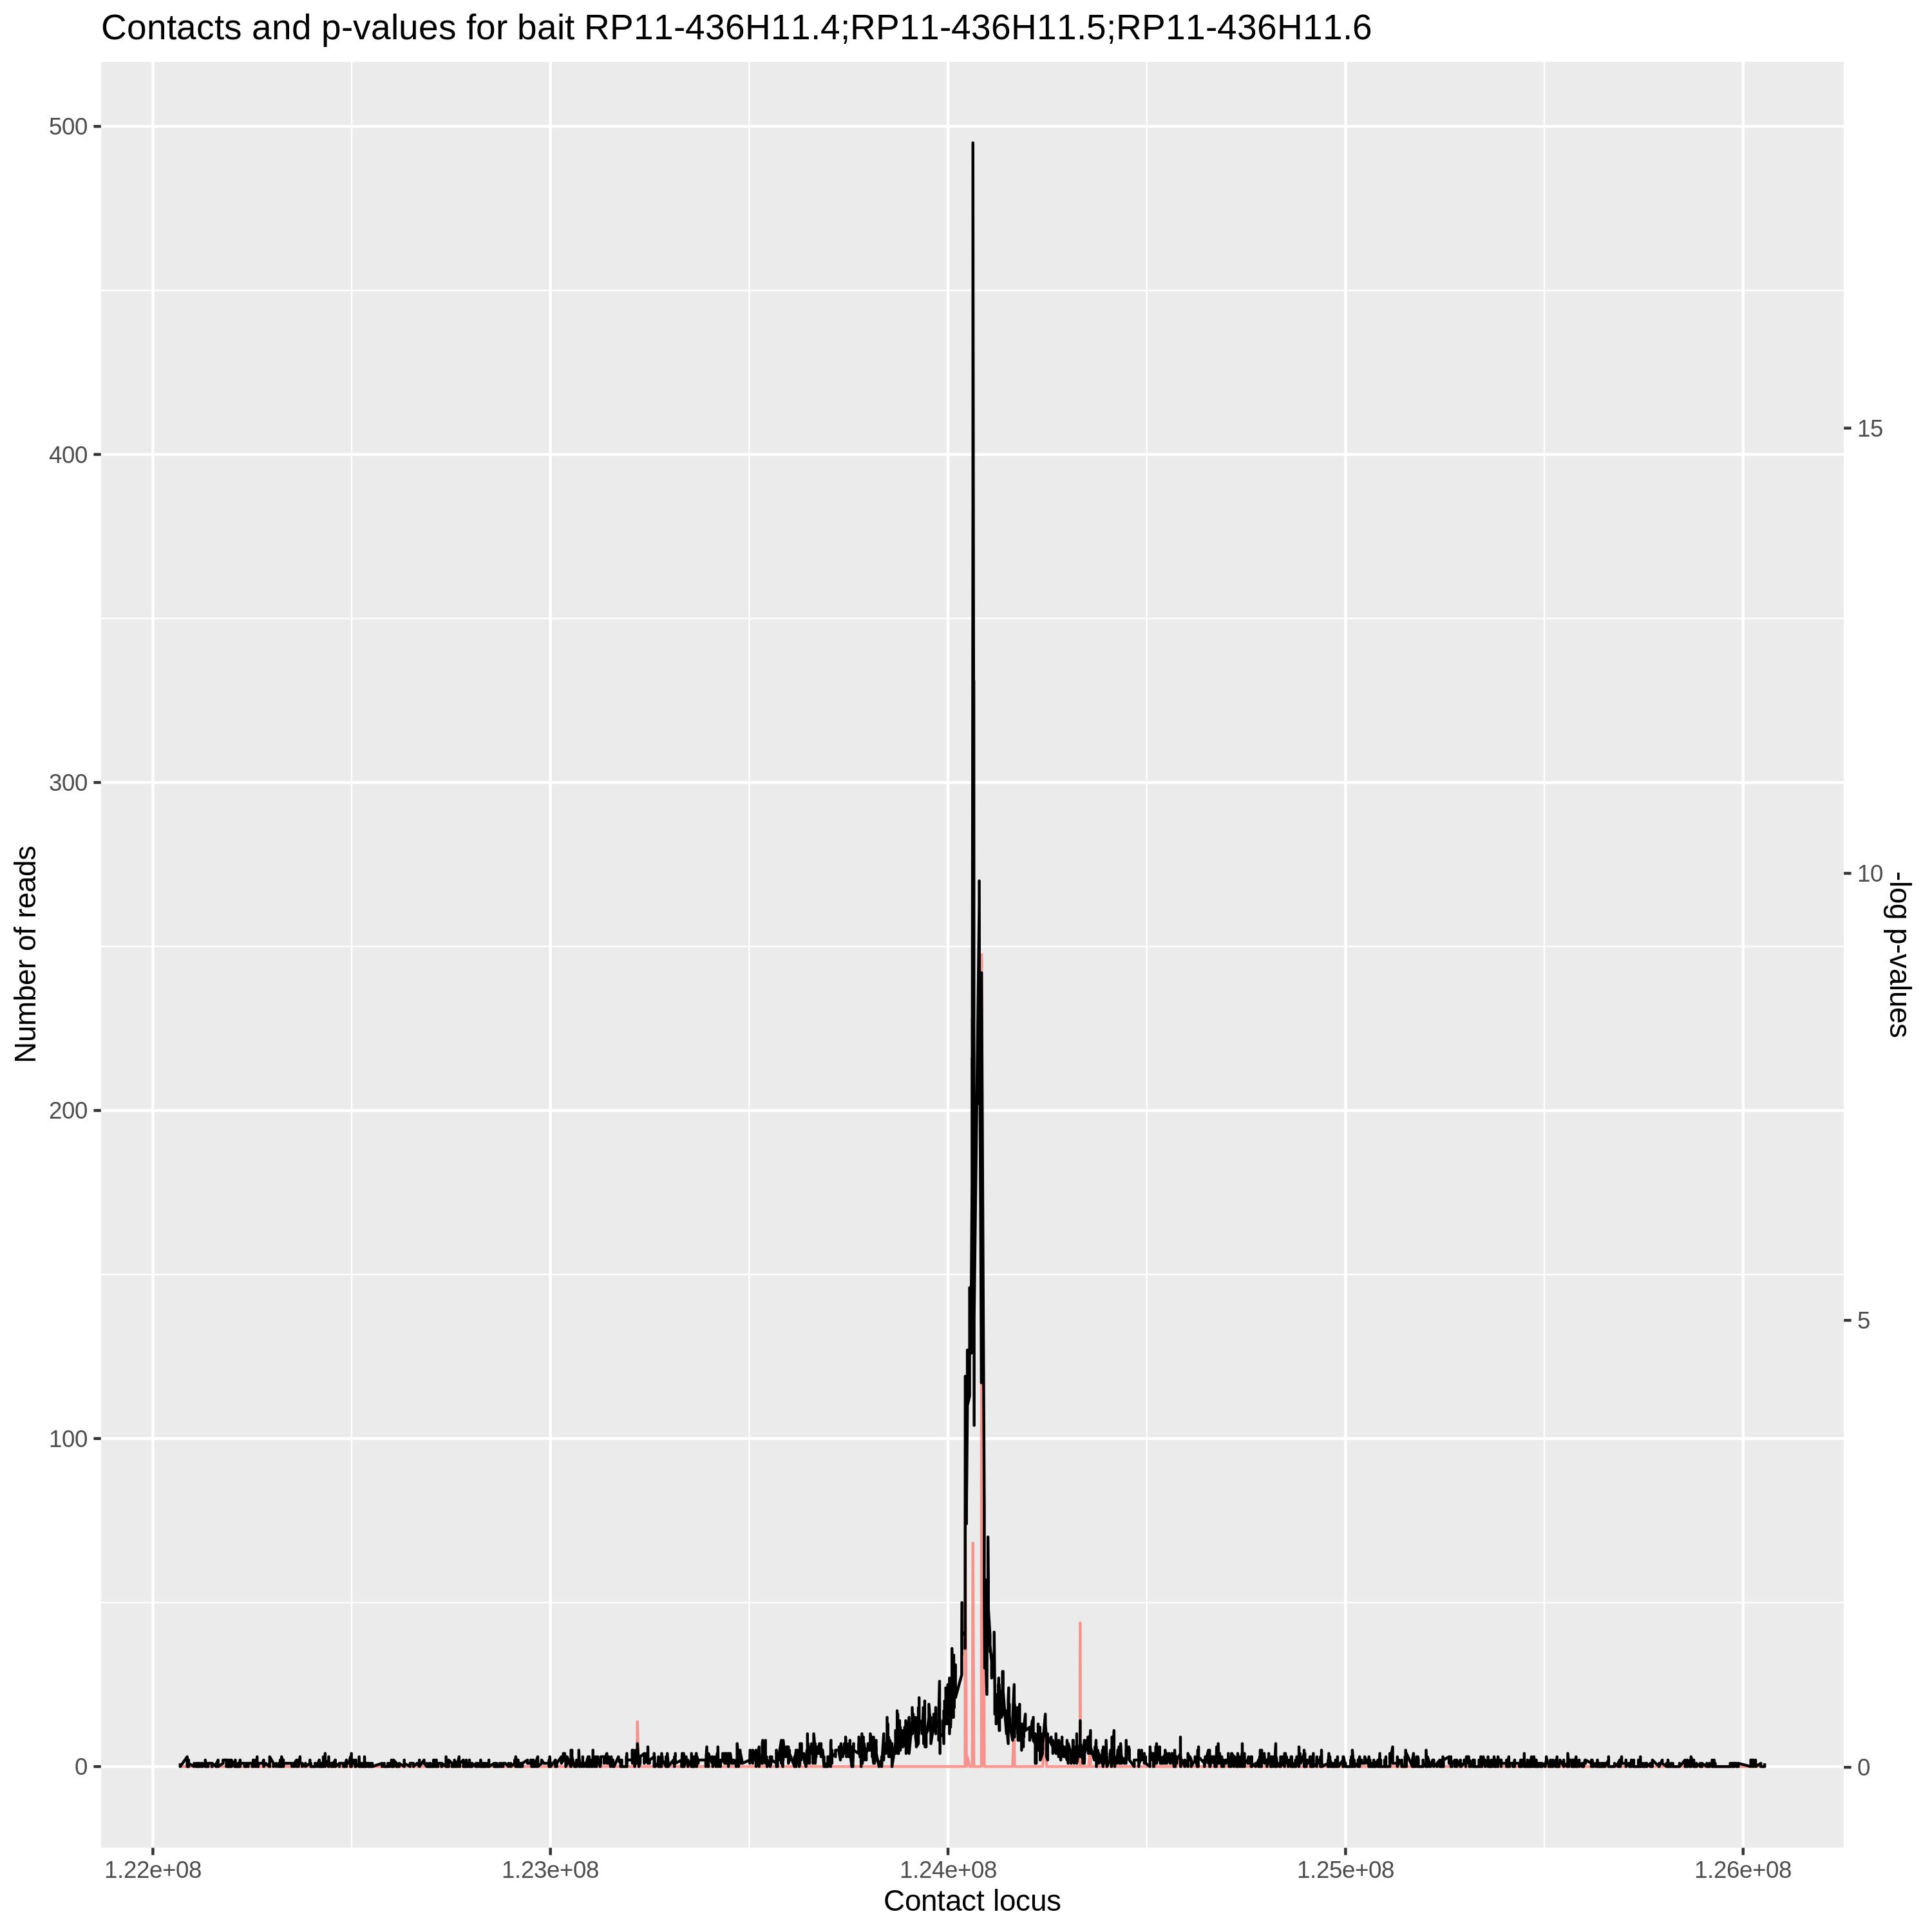 Contacts and p-values for bait RP11-436H11.4;RP11-436H11.5;RP11-436H11.6
500
400
300
200
100
0
Number of reads
15
10
5
0
-log p-values
1.22e+08
1.23e+08
1.24e+08
1.25e+08
1.26e+08
Contact locus